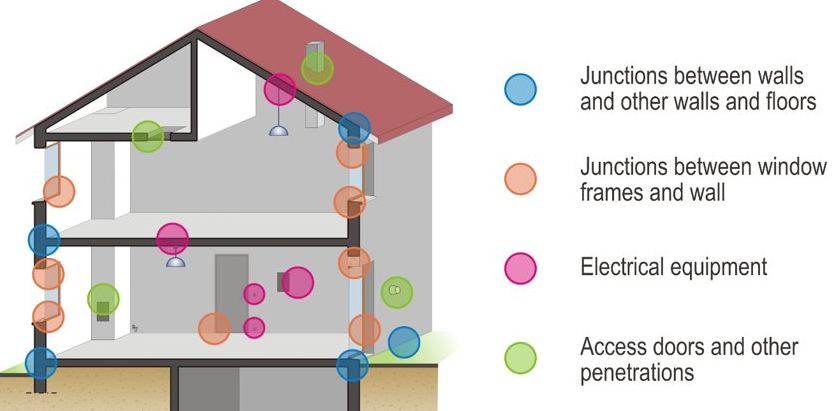 Junctions between walls
and other walls and floors
Junctions between window
frames and wall
Electrical equipment
Access doors and other
penetrations